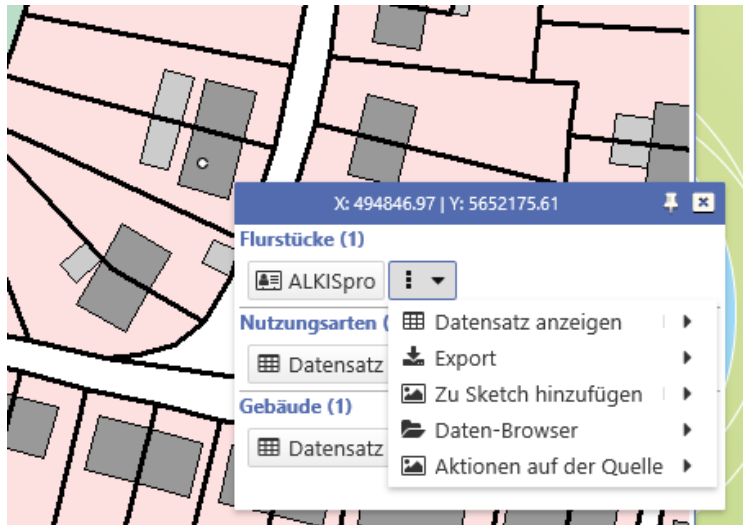 X: 494846.97 | Y: 5652175.61
Flurstücke (1)
ALKISpro
Datensatz anzeigen
Nutzungsarten (
Export
Datensatz
Zu Sketch hinzufügen
Gebäude (1)
Daten-Browser
Datensatz
Aktionen auf der Quelle